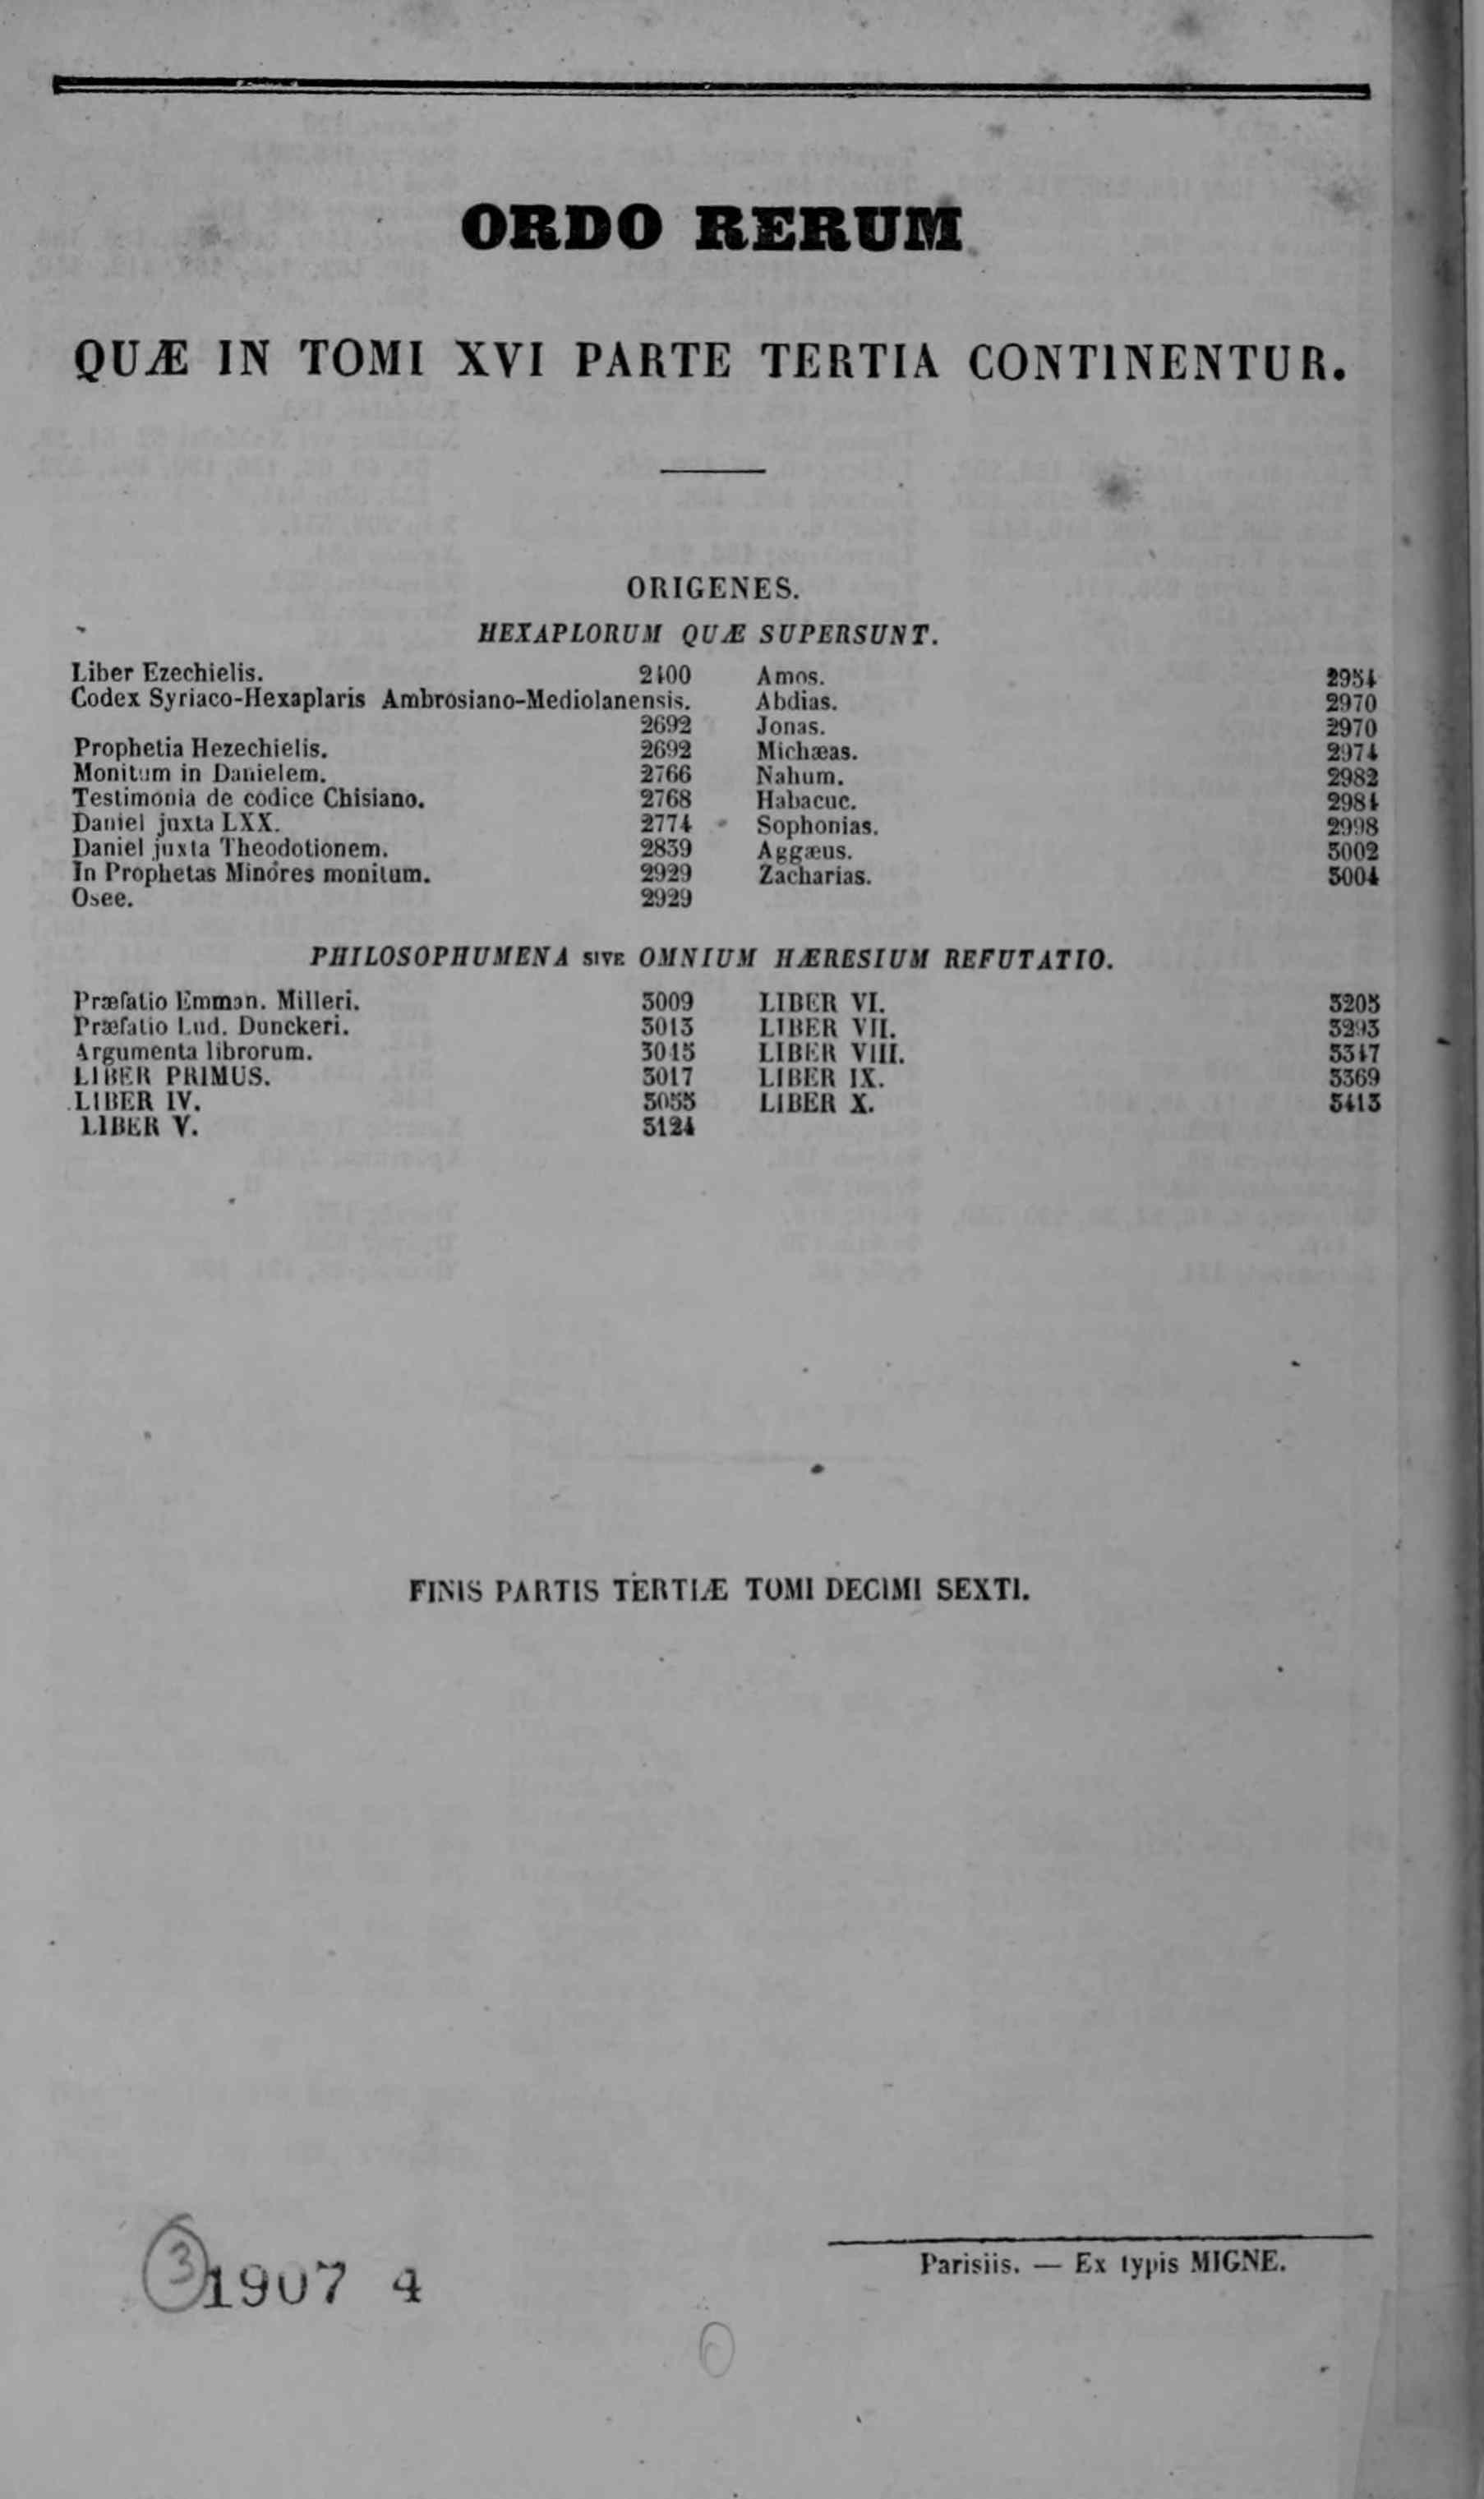 ORDO RERUM
QUÆ IN TOMI XVI PARTE TERTIA CONTINENTUR.
ORIGENES.
HEXAPLORUM QUÆ SUPERSUNT.
Liber Ezechielis. 2400
Codex Syriaco-Hexaplaris Ambrosiano-Mediolanensis.
2692
Prophetia Hezechielis. 2692
Monitum in Danielem. 2766
Testimonia de codice Chisiano. 2768
Daniel juxta LXX. 2774
Daniel juxta Theodotionem. 2839
In Prophetas Minores monitum. 2929
Osee. 2929
Amos. 2954
Abdias. 2970
Jonas. 2970
Michæas. 2974
Nahum. 2982
Habacuc. 2984
Sophonias. 2998
Aggæus. 3002
Zacharias. 3004
PHILOSOPHUMENA SIVE OMNIUM HÆRESIUM REFUTATIO.
Præfatio Emman. Milleri. 3009
Præfatio Lud. Dunckeri. 3013
Argumenta librorum. 3015
LIBER PRIMUS. 3017
LIBER IV. 3055
LIBER V. 3124
LIBER VI. 3205
LIBER VII. 3293
LIBER VIII. 3347
LIBER IX. 3369
LIBER X. 3413
FINIS PARTIS TERTIÆ TOMI DECIMI SEXTI.
Parisiis. — Ex typis MIGNE.
3 1907 4